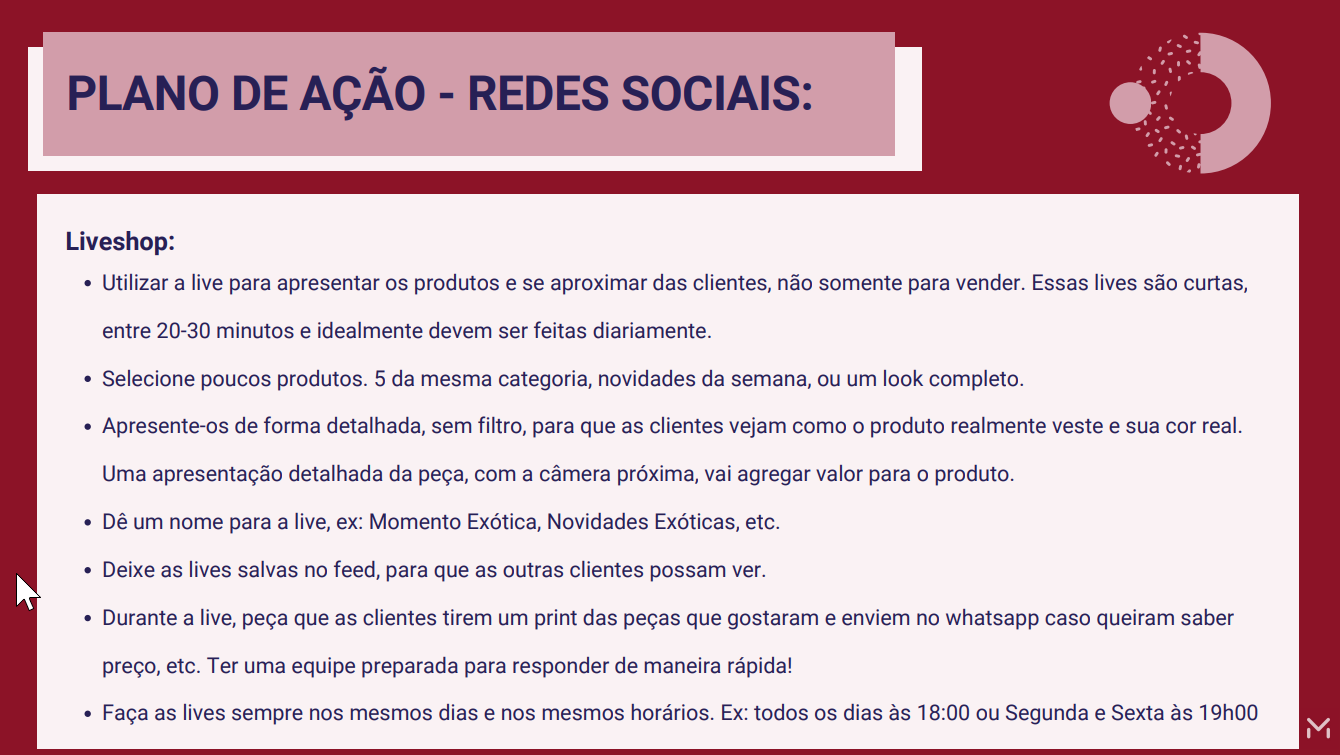 PLANO DE AÇÃO - REDES SOCIAIS:
Liveshop:
• Utilizar a live para apresentar os produtos e se aproximar das clientes, não somente para vender. Essas lives são curtas,
entre 20-30 minutos e idealmente devem ser feitas diariamente.
• Selecione poucos produtos. 5 da mesma categoria, novidades da semana, ou um look completo.
• Apresente-os de forma detalhada, sem filtro, para que as clientes vejam como o produto realmente veste e sua cor real.
Uma apresentação detalhada da peça, com a câmera próxima, vai agregar valor para o produto.
• Dê um nome para a live, ex: Momento Exótica, Novidades Exóticas, etc.
• Deixe as lives salvas no feed, para que as outras clientes possam ver.
• Durante a live, peça que as clientes tirem um print das peças que gostaram e enviem no whatsapp caso queiram saber
preço, etc. Ter uma equipe preparada para responder de maneira rápida!
• Faça as lives sempre nos mesmos dias e nos mesmos horários. Ex: todos os dias às 18:00 ou Segunda e Sexta às 19h00